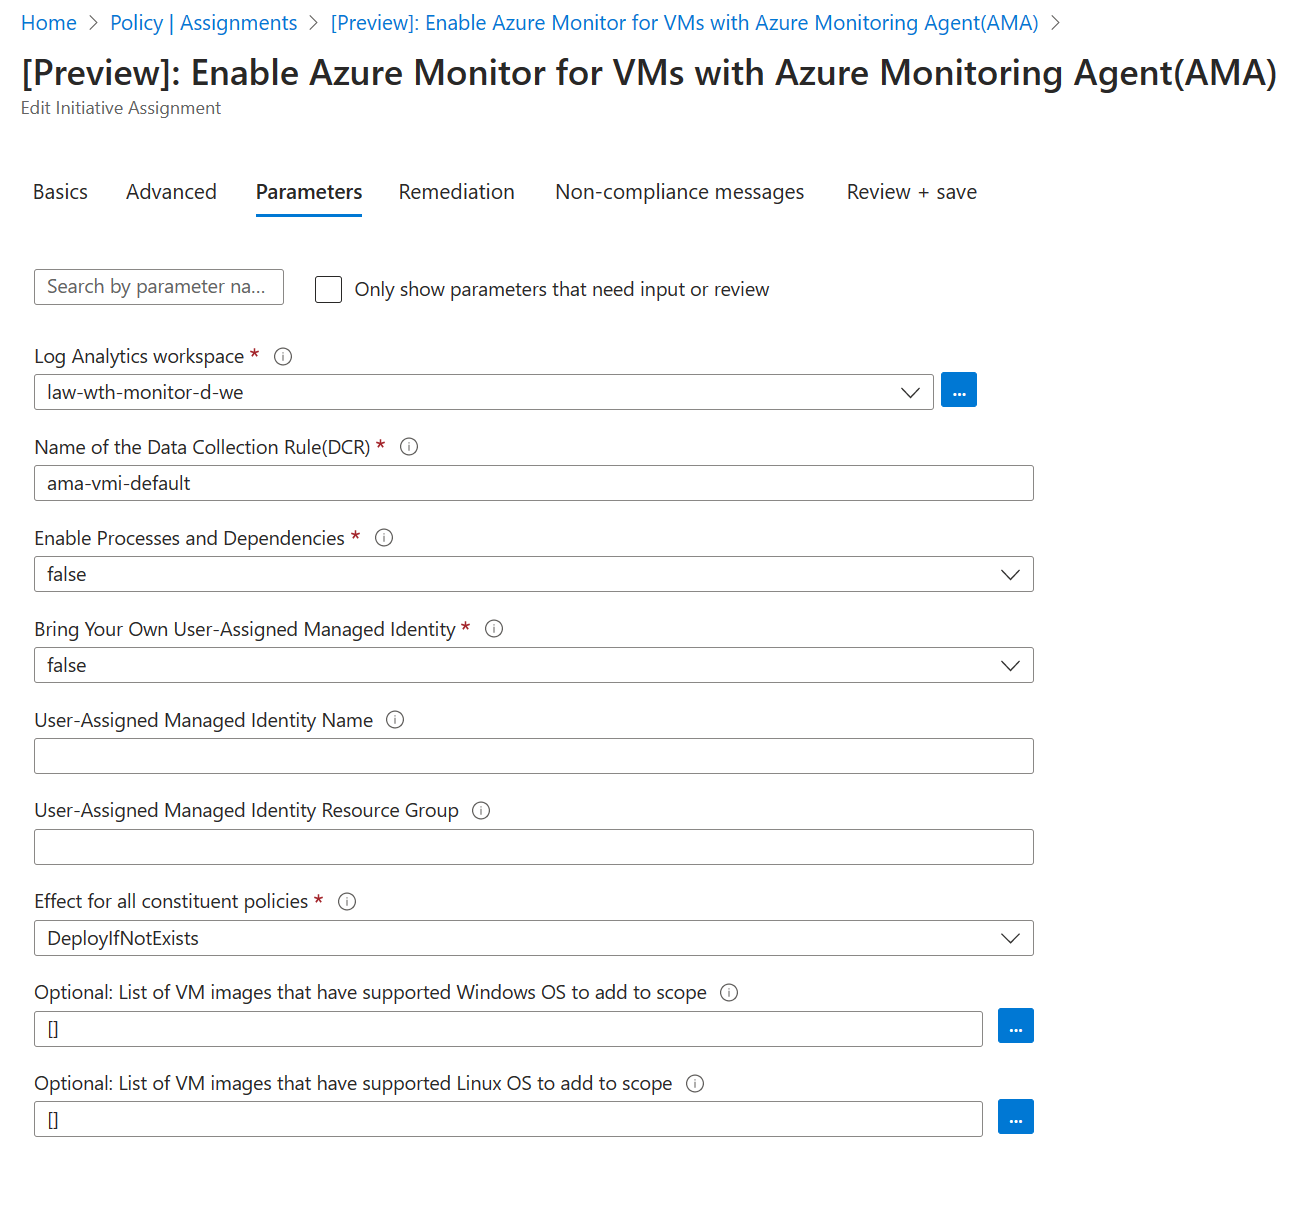 Home > Policy | Assignments > [Preview]: Enable Azure Monitor for VMs with Azure Monitoring Agent(AMA) >
[Preview]: Enable Azure Monitor for VMs with Azure Monitoring Agent(AMA)
Edit Initiative Assignment
Basics Advanced Parameters Remediation Non-compliance messages Review + save
Search by parameter na... Only show parameters that need input or review
Log Analytics workspace *
law-wth-monitor-d-we ...
Name of the Data Collection Rule(DCR) *
ama-vmi-default
Enable Processes and Dependencies *
false
Bring Your Own User-Assigned Managed Identity *
false
User-Assigned Managed Identity Name
User-Assigned Managed Identity Resource Group
Effect for all constituent policies *
DeployIfNotExists
Optional: List of VM images that have supported Windows OS to add to scope
[] ...
Optional: List of VM images that have supported Linux OS to add to scope
[] ...